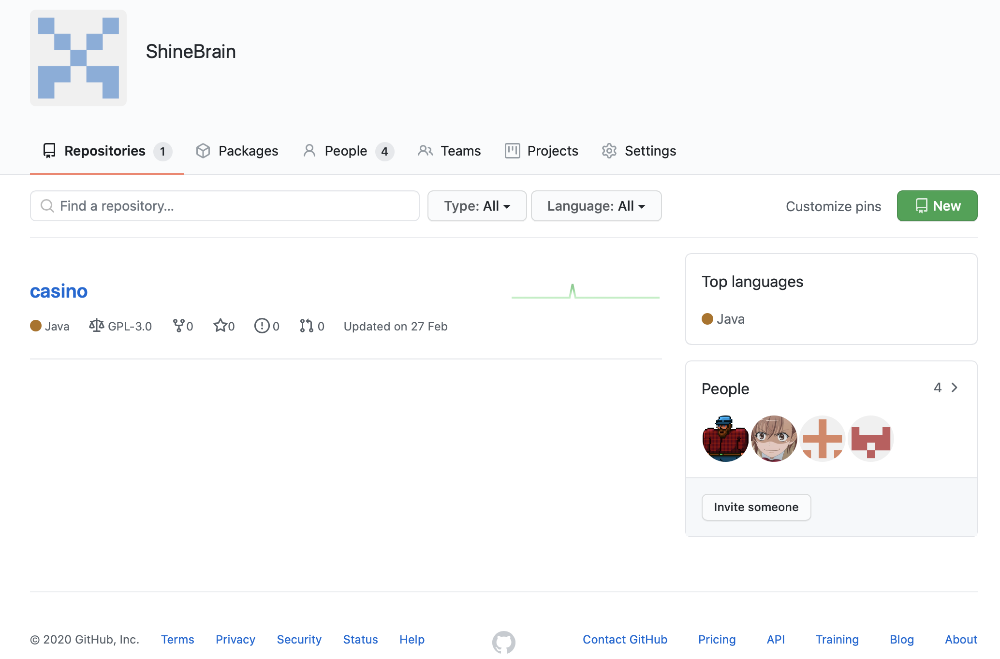 ShineBrain
Repositories 1 Packages People 4 Teams Projects Settings
Find a repository... Type: All Language: All Customize pins New
casino
Java GPL-3.0 0 0 0 0 Updated on 27 Feb
Top languages
Java
People 4
Invite someone
© 2020 GitHub, Inc. Terms Privacy Security Status Help Contact GitHub Pricing API Training Blog About